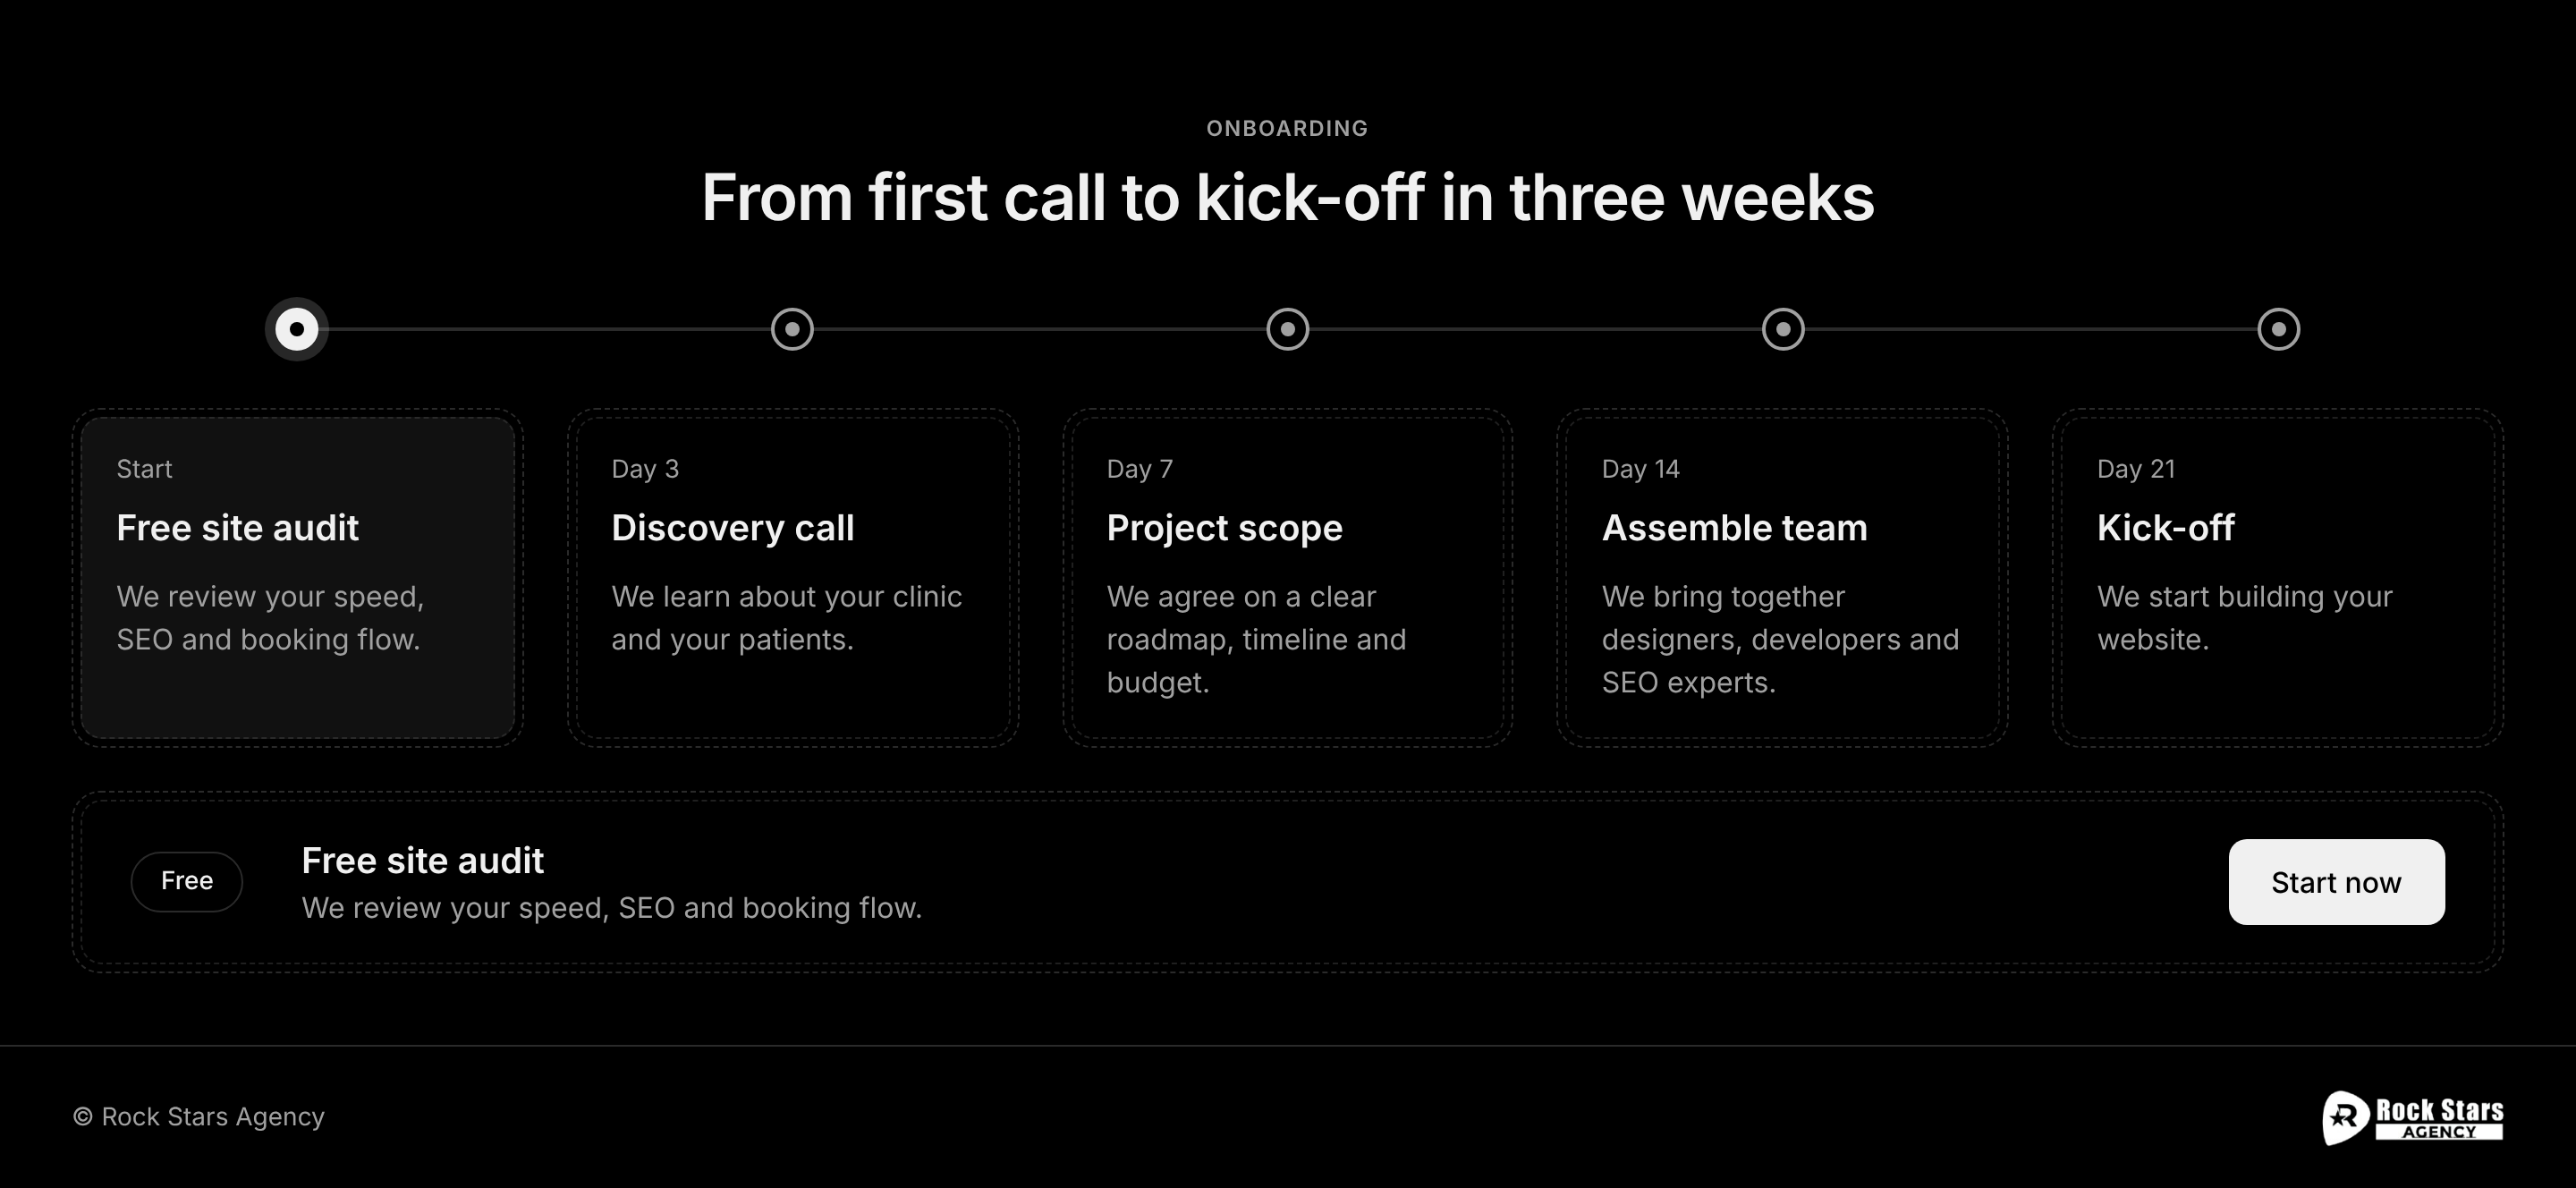 ONBOARDING
From first call to kick-off in three weeks
Start
Free site audit
We review your speed,
SEO and booking flow.
Day 3
Discovery call
We learn about your clinic
and your patients.
Day 7
Project scope
We agree on a clear
roadmap, timeline and
budget.
Day 14
Assemble team
We bring together
designers, developers and
SEO experts.
Day 21
Kick-off
We start building your
website.
Free
Free site audit
We review your speed, SEO and booking flow.
Start now
© Rock Stars Agency
R
Rock Stars
AGENCY